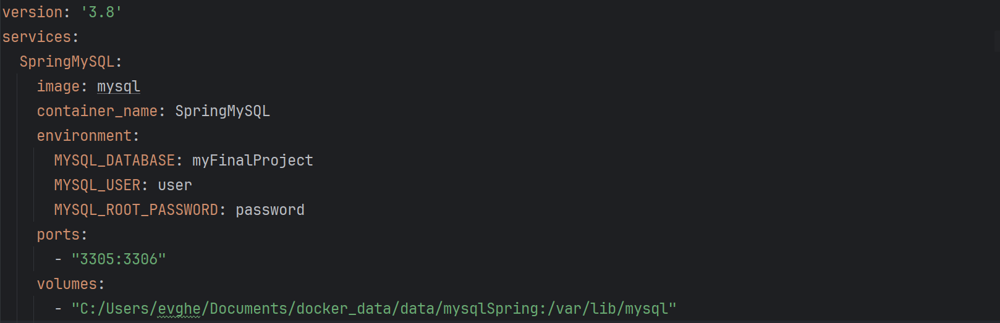 version: '3.8'
services:
  SpringMySQL:
    image: mysql
    container_name: SpringMySQL
    environment:
      MYSQL_DATABASE: myFinalProject
      MYSQL_USER: user
      MYSQL_ROOT_PASSWORD: password
    ports:
      - "3305:3306"
    volumes:
      - "C:/Users/evghe/Documents/docker_data/data/mysqlSpring:/var/lib/mysql"